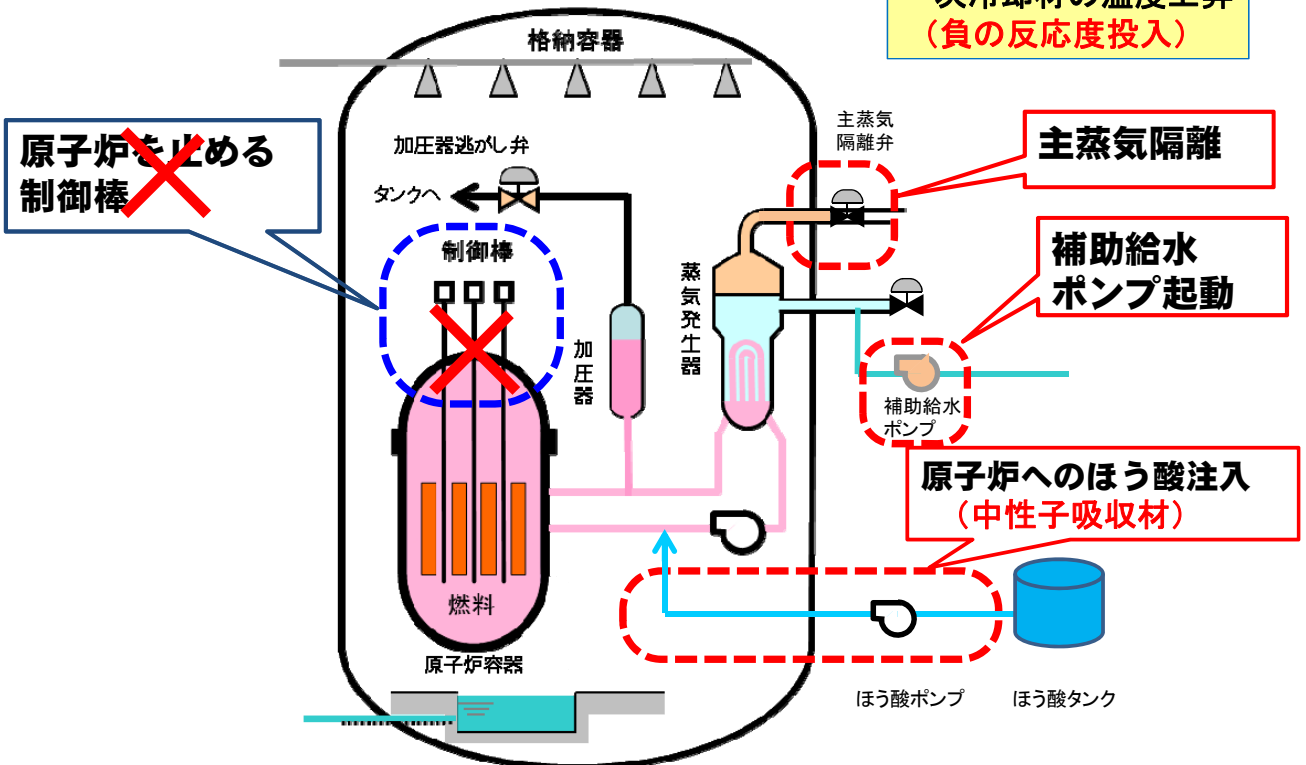 (負の反応度投入)
格納容器
原子炉を止める
制御棒
加圧器逃がし弁
タンクへ
制御棒
主蒸気
隔離弁
主蒸気隔離
補助給水
ポンプ起動
蒸気発生器
加圧器
補助給水
ポンプ
原子炉へのほう酸注入
(中性子吸収材)
燃料
原子炉容器
ほう酸ポンプ
ほう酸タンク